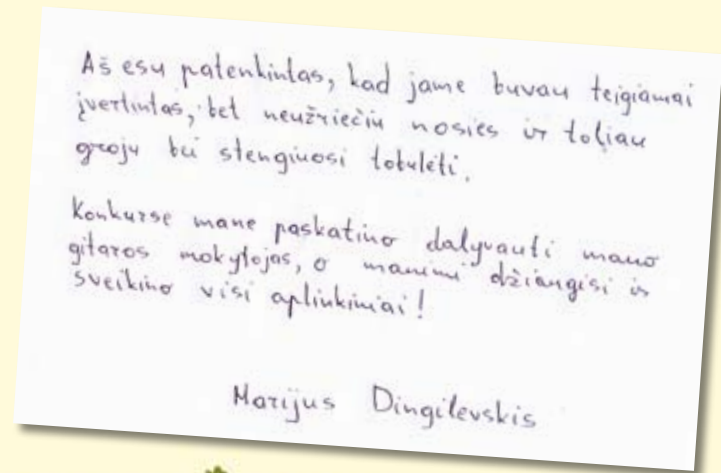 Aš esu patenkintas, kad jame buvau teigiamai
įvertintas, bet neužriečiu nosies ir toliau
groju bei stengiuosi tobulėti.
Konkurse mane paskatino dalyvauti mano
gitaros mokytojas, o manimi džiaugėsi ir
sveikino visi aplinkiniai!
Marijus Dingilevskis